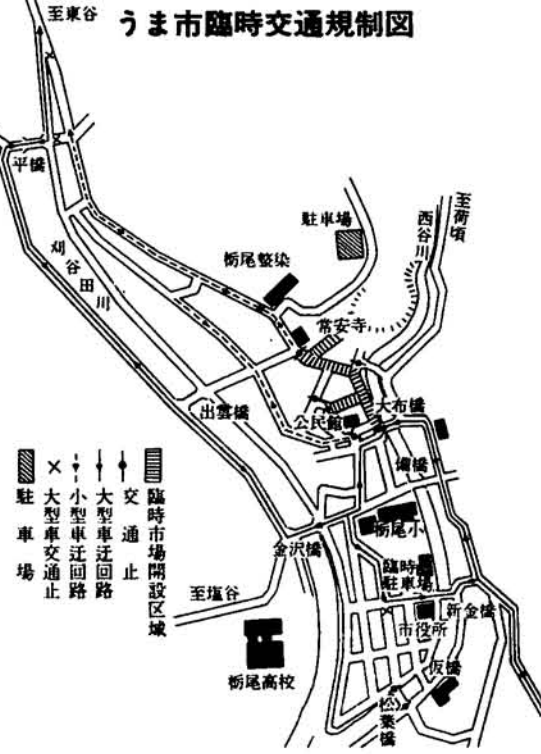 うま市臨時交通規制図
至東谷
平橋
刈谷田川
駐車場
栃尾整染
西谷川
至荷頃
常安寺
出雲橋
公民館
大布橋
栃尾小
金沢橋
臨時
駐車場
至塩谷
新金橋
市役所
栃尾高校
仮橋
松葉橋
臨時市場開設区域
交通止
大型車迂回路
小型車迂回路
大型車交通止
駐車場